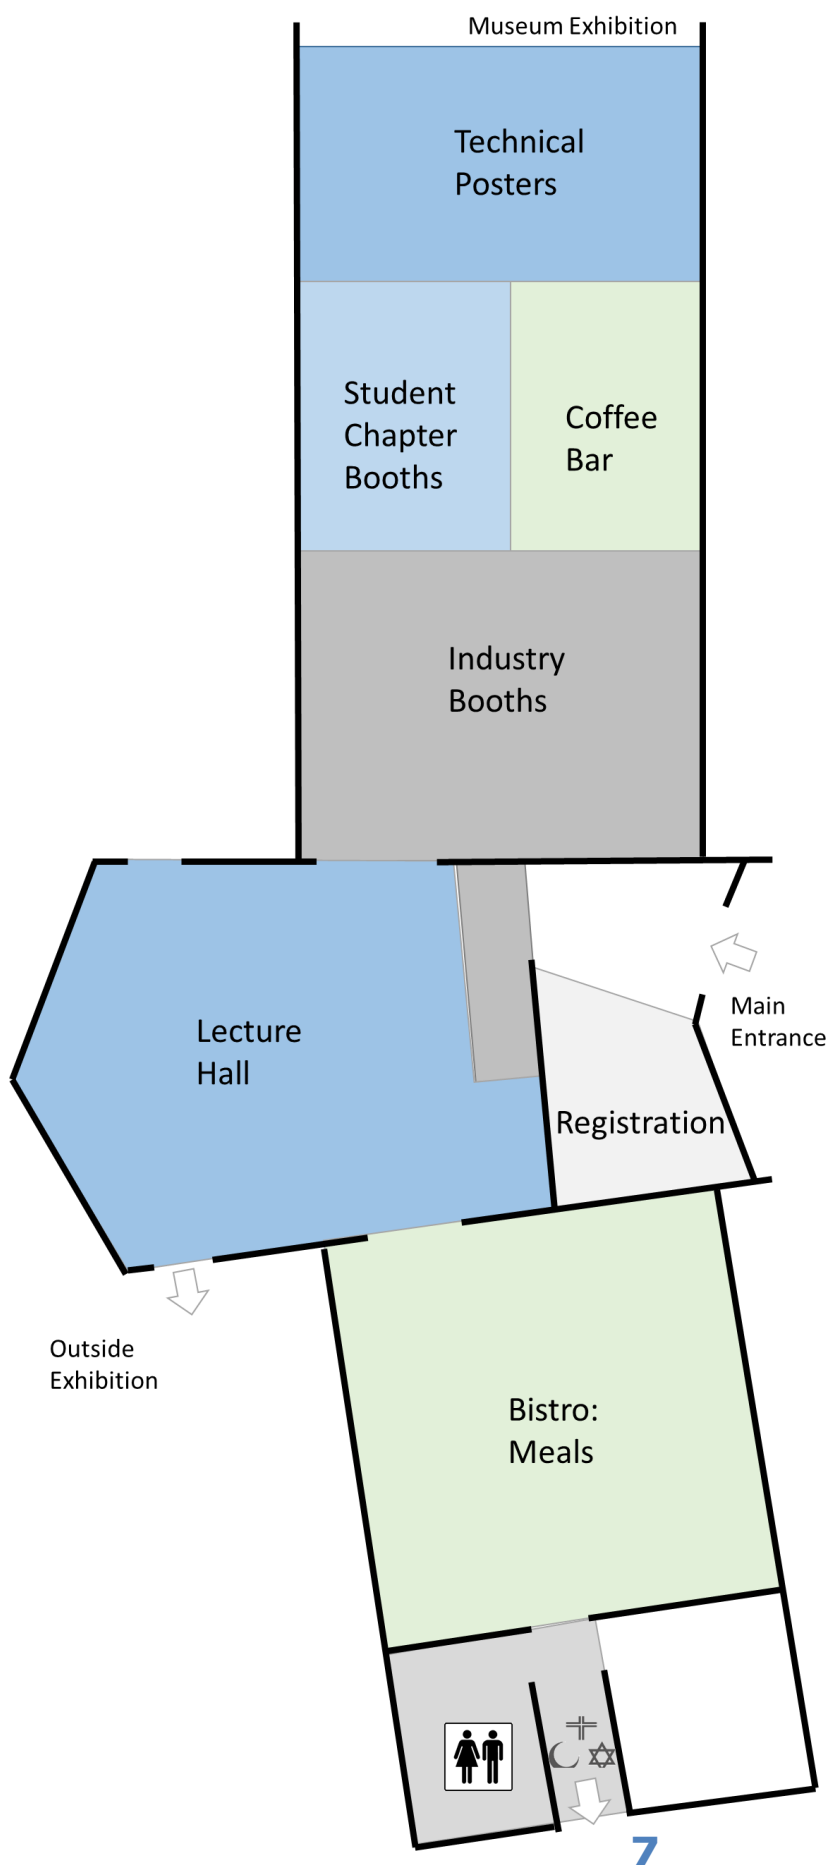 Museum Exhibition
Technical
Posters
Student
Chapter
Booths
Coffee
Bar
Industry
Booths
Lecture
Hall
Main
Entrance
Registration
Outside
Exhibition
Bistro:
Meals
7